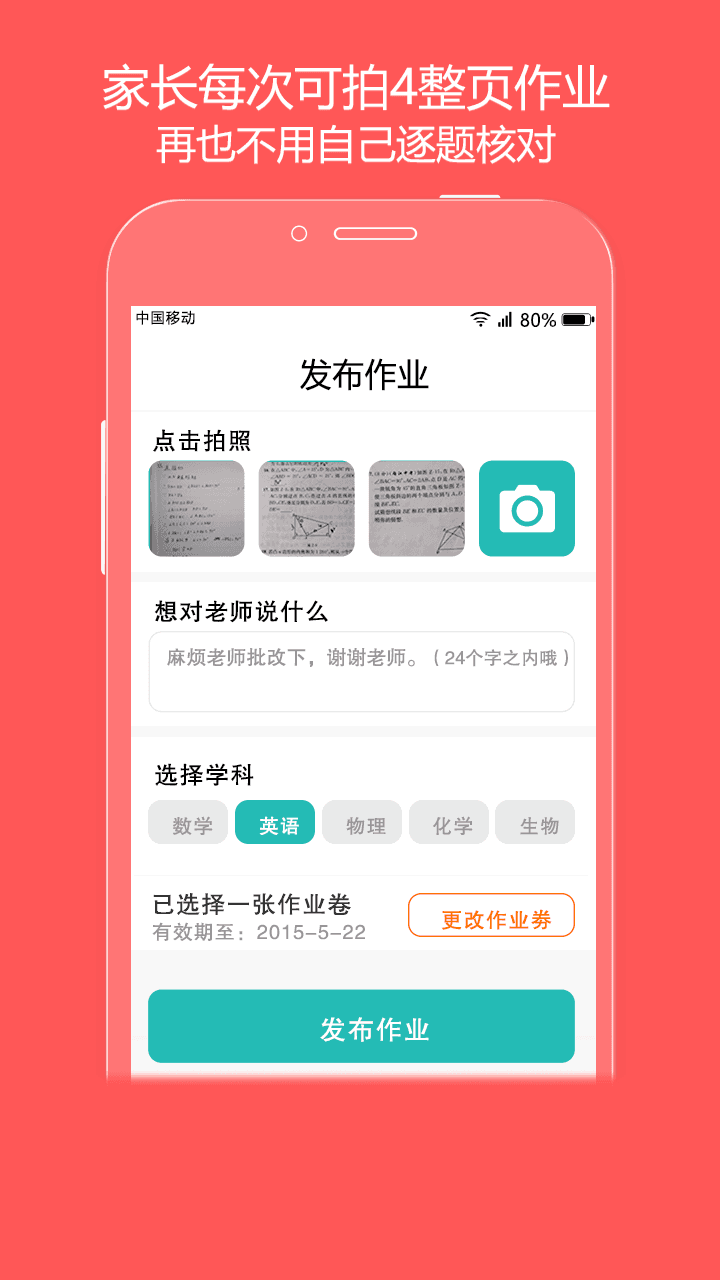 家长每次可拍4整页作业
再也不用自己逐题核对
中国移动 80%
发布作业
点击拍照
想对老师说什么
麻烦老师批改下，谢谢老师。（24个字之内哦）
选择学科
数学 英语 物理 化学 生物
已选择一张作业卷
有效期至：2015-5-22
更改作业劵
发布作业